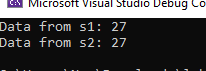 Microsoft Visual Studio Debug Co
Data from s1: 27
Data from s2: 27